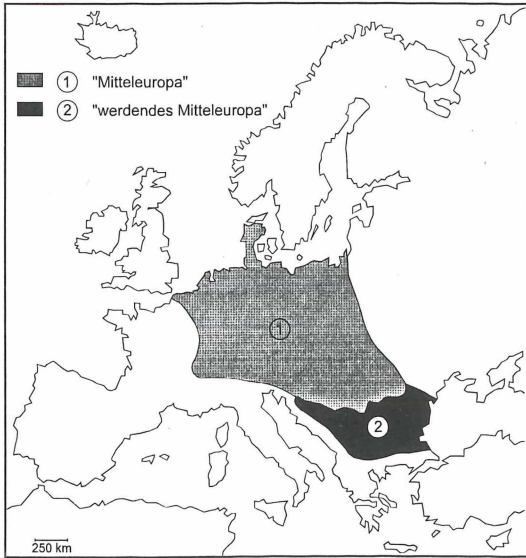 ① "Mitteleuropa"
② "werdendes Mitteleuropa"
①
②
250 km